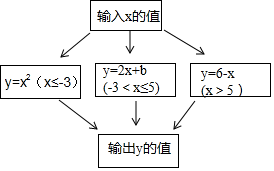 输入x的值
y=x²（x≤-3）
y=2x+b
(-3＜x≤5)
y=6-x
(x＞5）
输出y的值